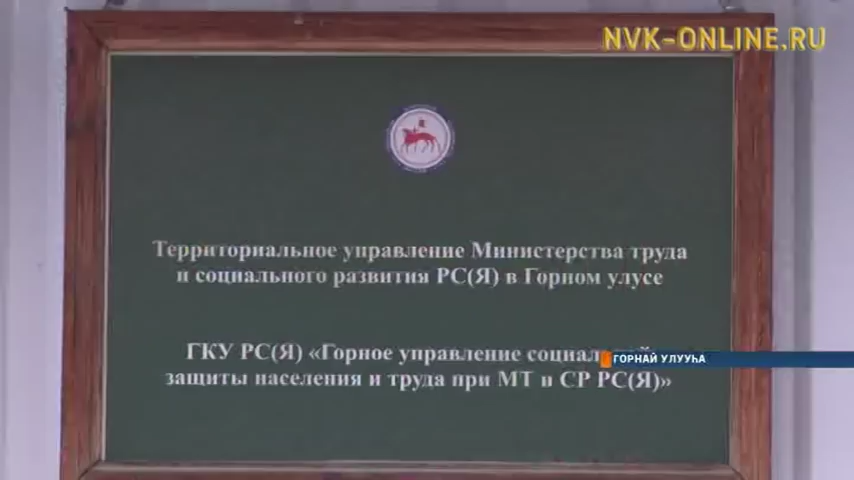 NVK-ONLINE.RU
Территориальное управление Министерства труда
и социального развития РС(Я) в Горном улусе
ГКУ РС(Я) «Горное управление социал
защиты населения и труда при МТ и СР РС(Я)»
ГОРНАЙ УЛУУҺА